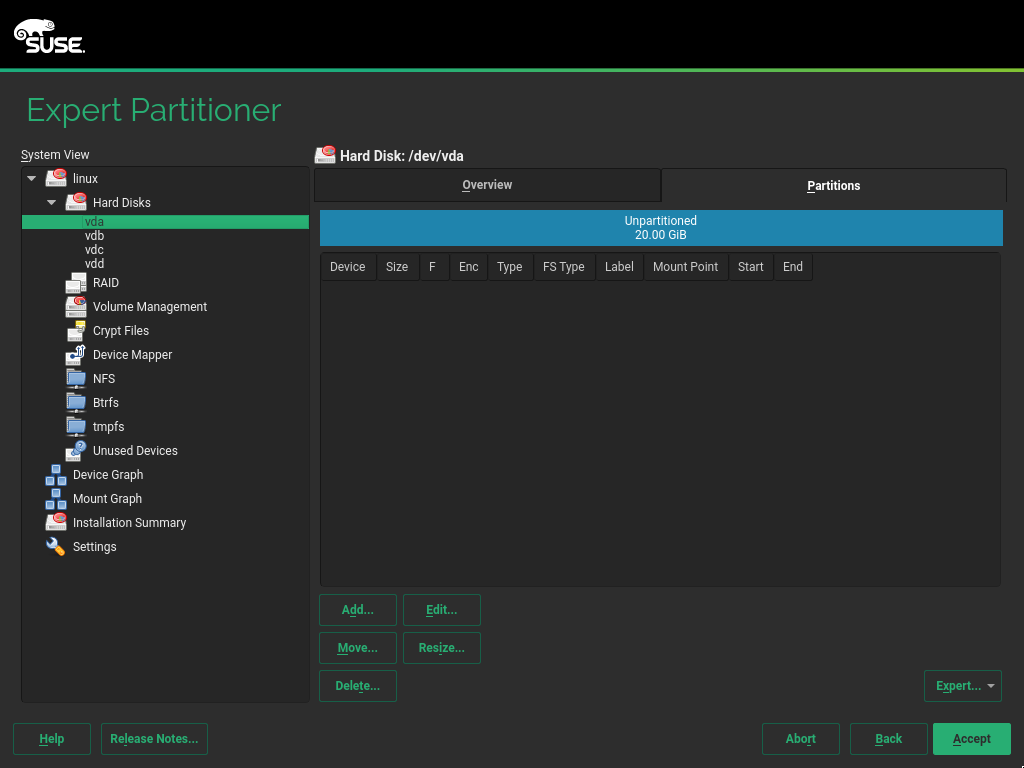 SUSE
Expert Partitioner
System View
linux
Hard Disks
vda
vdb
vdc
vdd
RAID
Volume Management
Crypt Files
Device Mapper
NFS
Btrfs
tmpfs
Unused Devices
Device Graph
Mount Graph
Installation Summary
Settings
Hard Disk: /dev/vda
Overview Partitions
Unpartitioned
20.00 GiB
Device Size F Enc Type FS Type Label Mount Point Start End
Add... Edit...
Move... Resize...
Delete... Expert...
Help Release Notes... Abort Back Accept